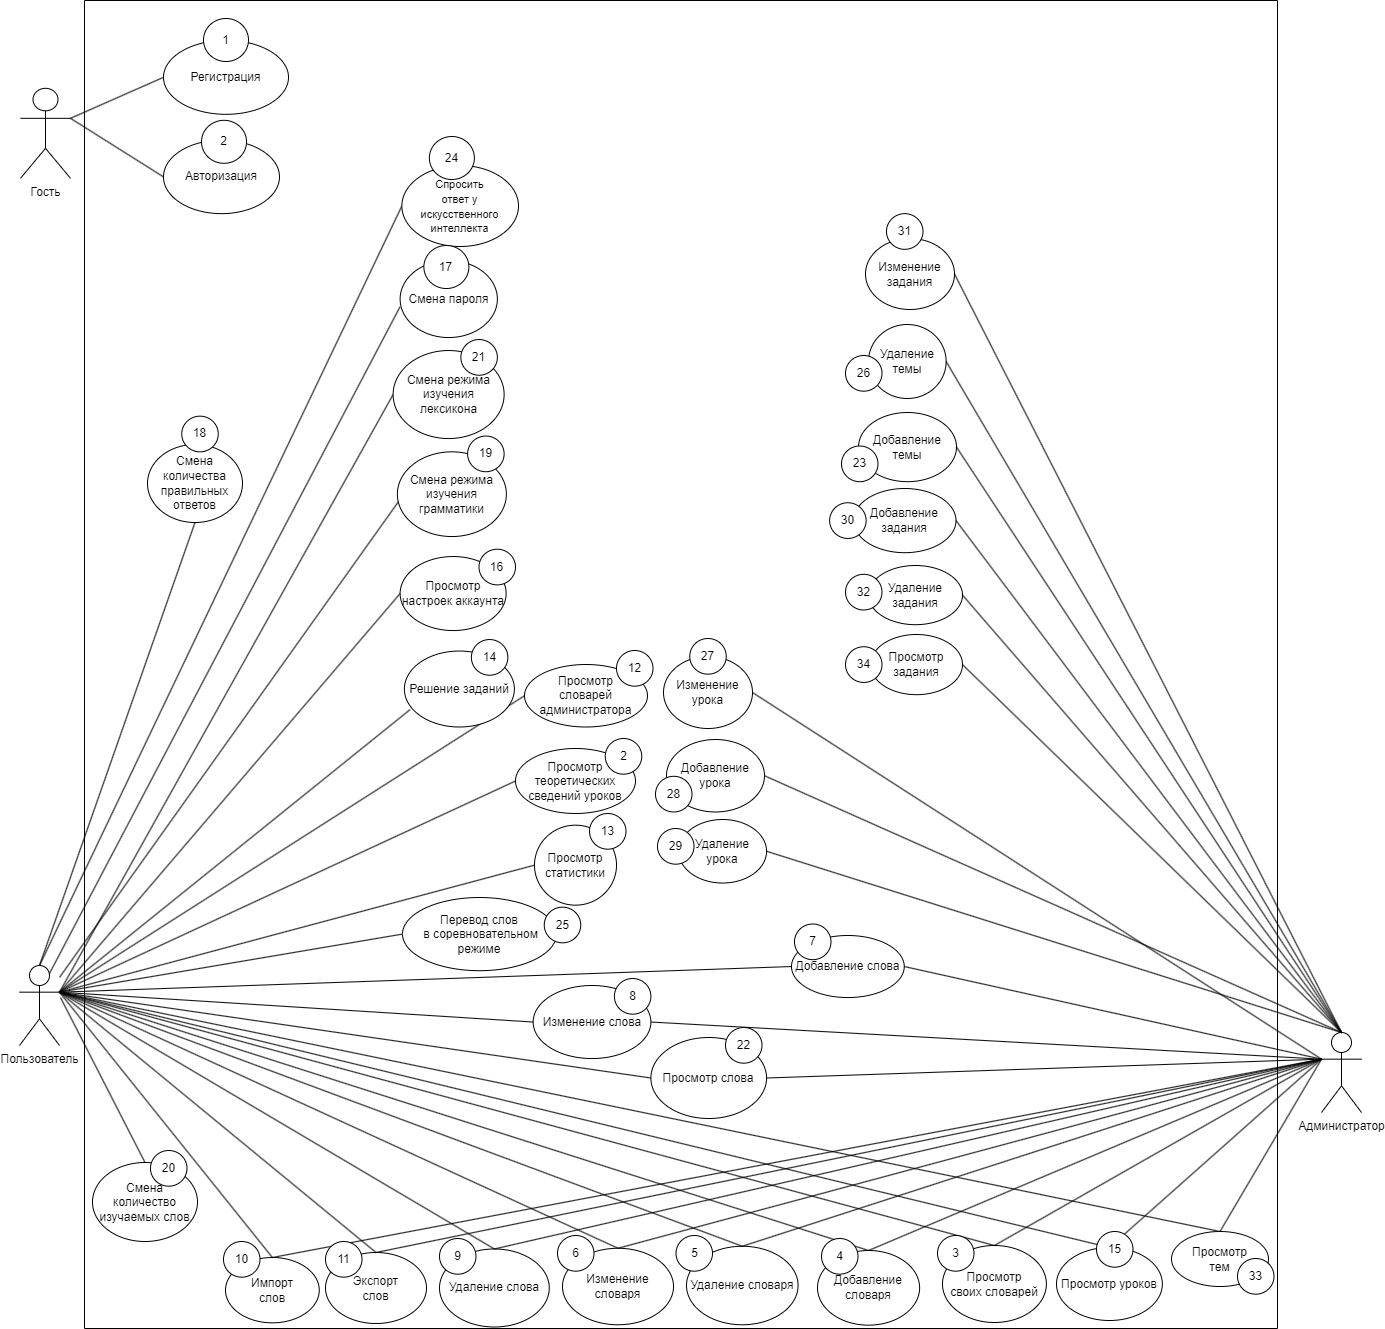 1
Регистрация
2
Авторизация
Гость
24
Спросить
ответ у
искусственного
интеллекта
17
Смена пароля
21
Смена режима
изучения
лексикона
18
Смена
количества
правильных
ответов
19
Смена режима
изучения
грамматики
16
Просмотр
настроек аккаунта
14
Решение заданий
12
Просмотр
словарей
администратора
2
Просмотр
теоретических
сведений уроков
13
Просмотр
статистики
25
Перевод слов
в соревновательном
режиме
31
Изменение
задания
26
Удаление
темы
23
Добавление
темы
30
Добавление
задания
32
Удаление
задания
34
Просмотр
задания
27
Изменение
урока
28
Добавление
урока
29
Удаление
урока
7
Добавление слова
8
Изменение слова
22
Просмотр слова
Пользователь
Администратор
20
Смена
количество
изучаемых слов
10
Импорт
слов
11
Экспорт
слов
9
Удаление слова
6
Изменение
словаря
5
Удаление словаря
4
Добавление
словаря
3
Просмотр
своих словарей
15
Просмотр уроков
33
Просмотр
тем